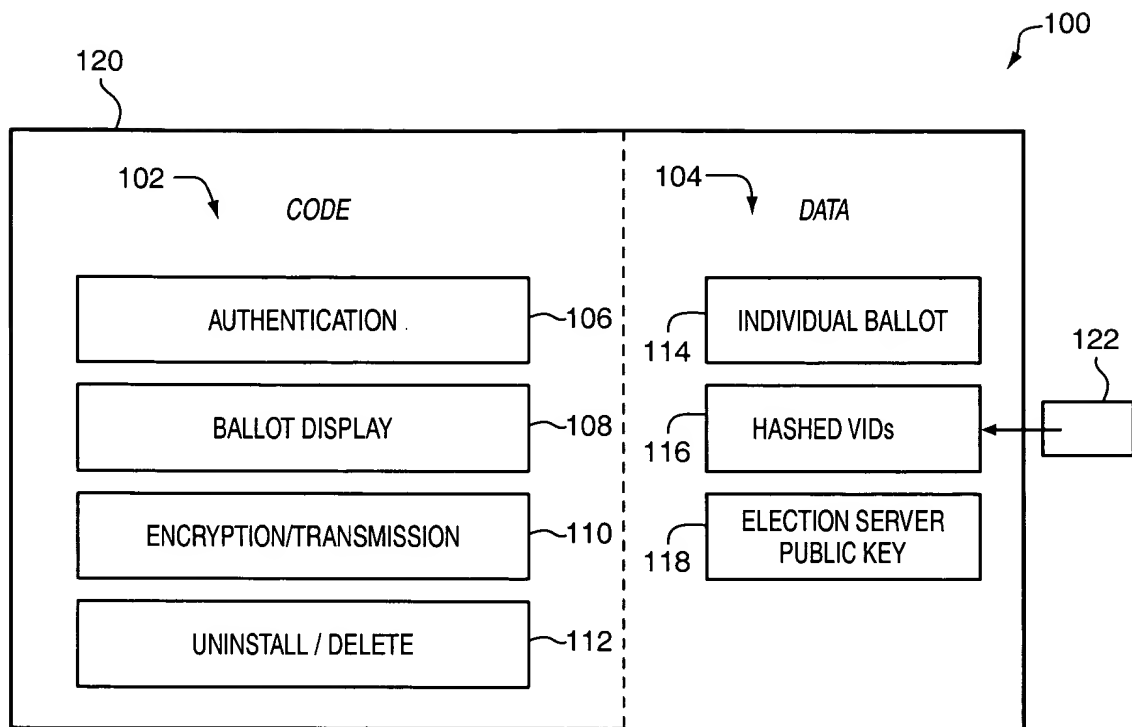 100
120
102
CODE
104
DATA
AUTHENTICATION
106
INDIVIDUAL BALLOT
114
122
BALLOT DISPLAY
108
HASHED VIDs
116
ENCRYPTION/TRANSMISSION
110
ELECTION SERVER
PUBLIC KEY
118
UNINSTALL / DELETE
112